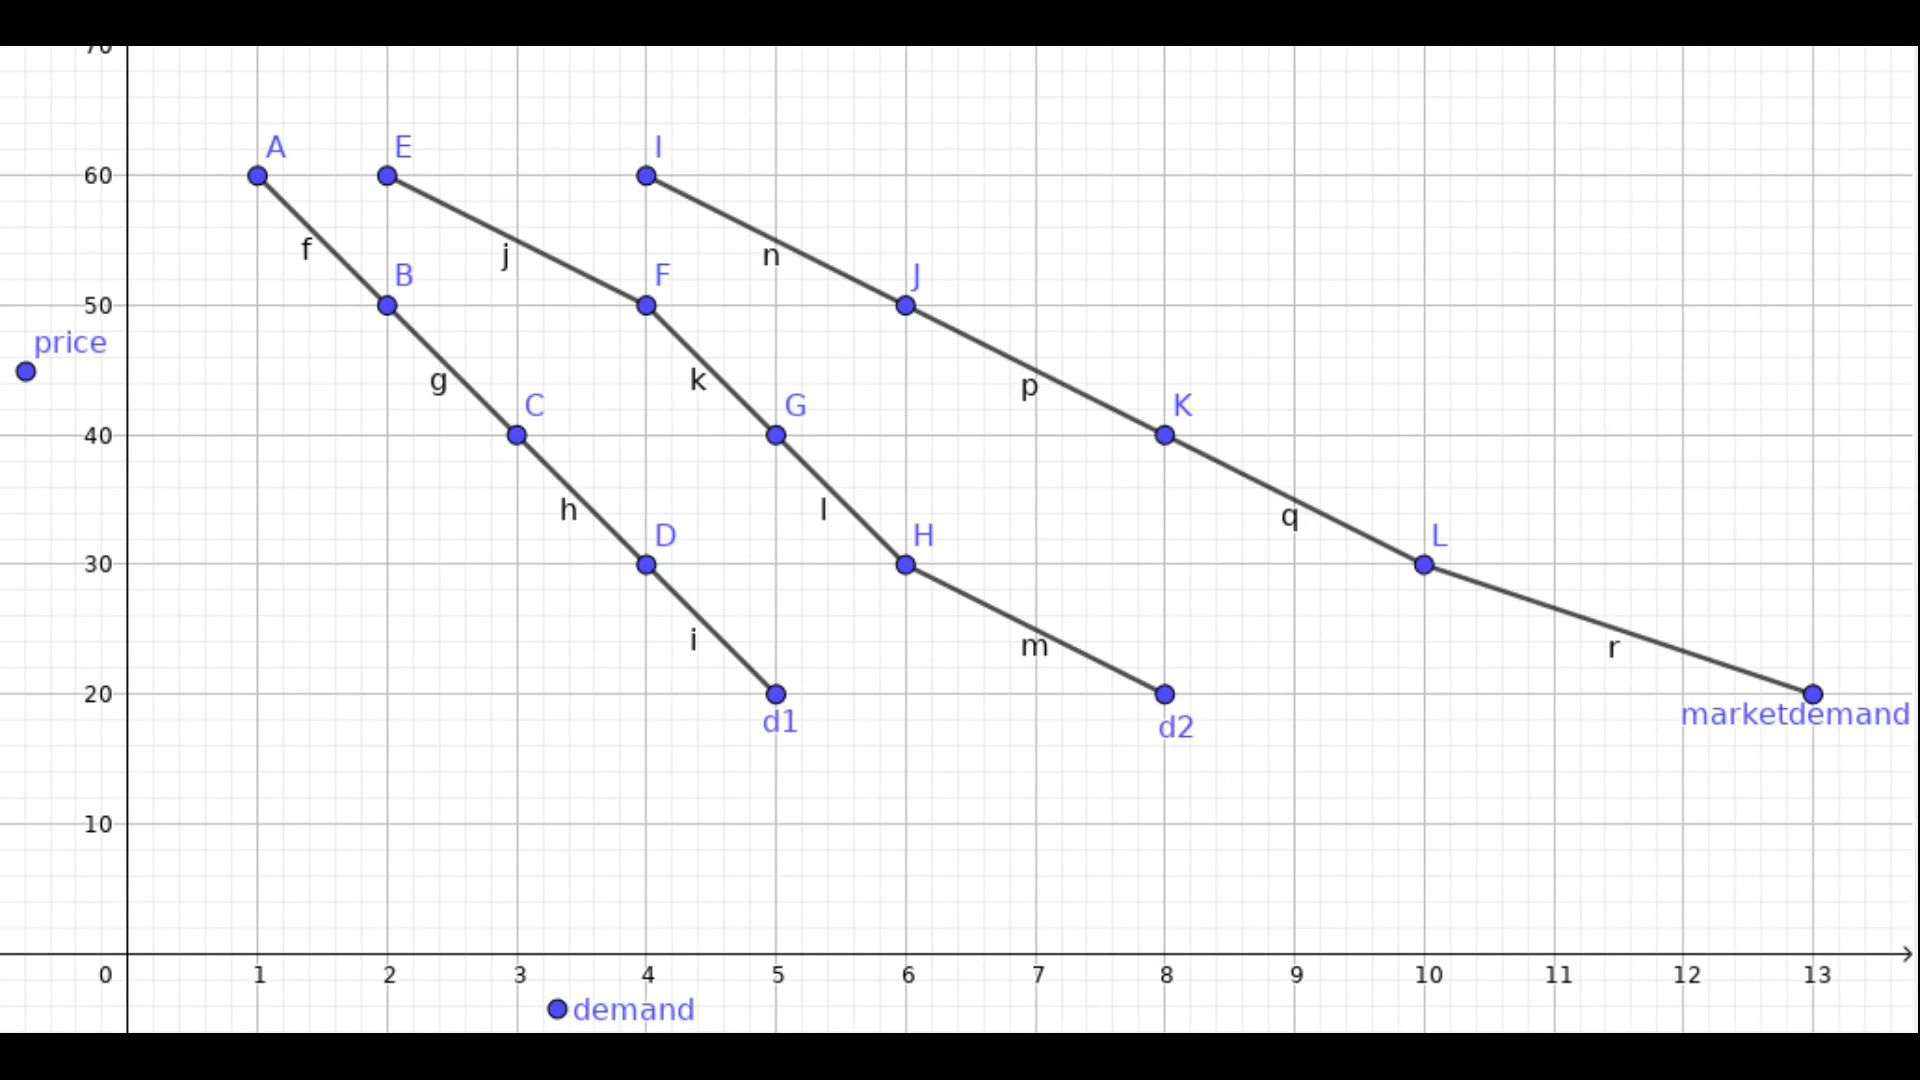 70
A E I
60
f j n
B F J
50
price
g k p
C G K
40
h l q
D H L
30
i m r
20
d1 d2 marketdemand
10
0 1 2 3 4 5 6 7 8 9 10 11 12 13
demand